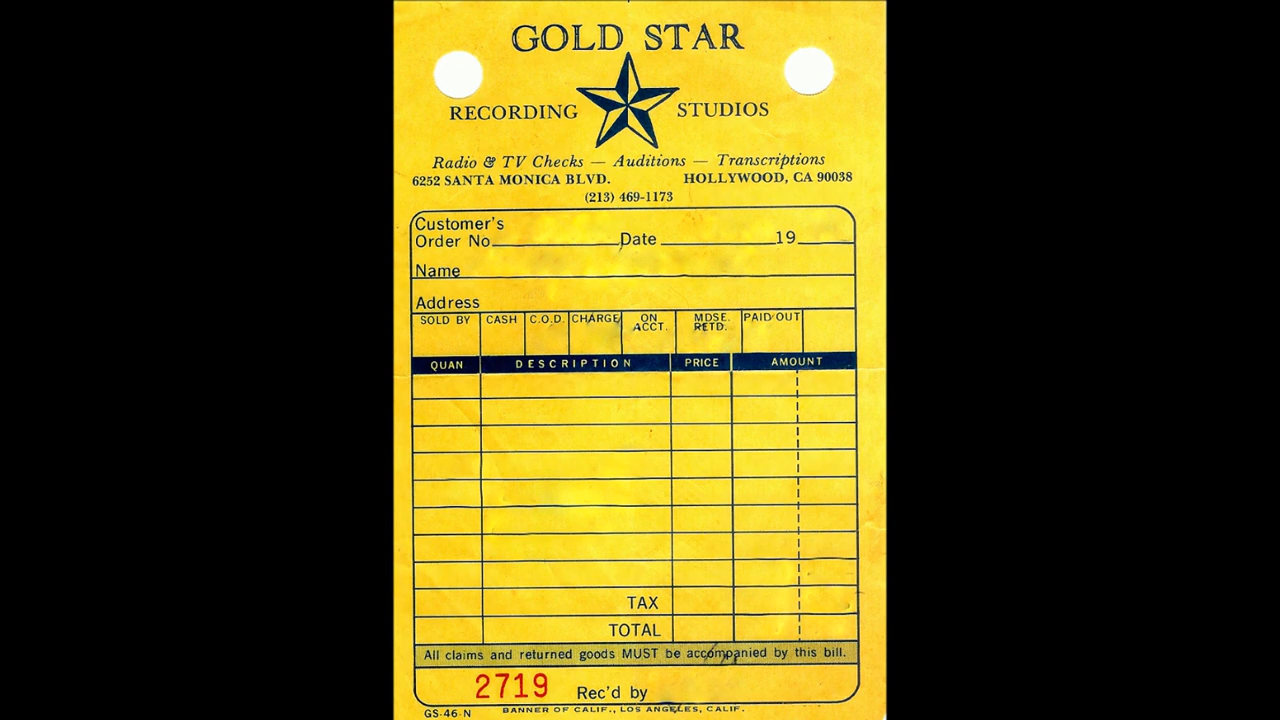 GOLD STAR
RECORDING STUDIOS
Radio & TV Checks — Auditions — Transcriptions
6252 SANTA MONICA BLVD. HOLLYWOOD, CA 90038
(213) 469-1173
Customer's
Order No. Date 19
Name
Address
SOLD BY CASH C.O.D. CHARGE ON ACCT. MDSE. RETD. PAID OUT
QUAN DESCRIPTION PRICE AMOUNT
TAX
TOTAL
All claims and returned goods MUST be accompanied by this bill.
2719 Rec'd by
GS-46-N BANNER OF CALIF., LOS ANGELES, CALIF.